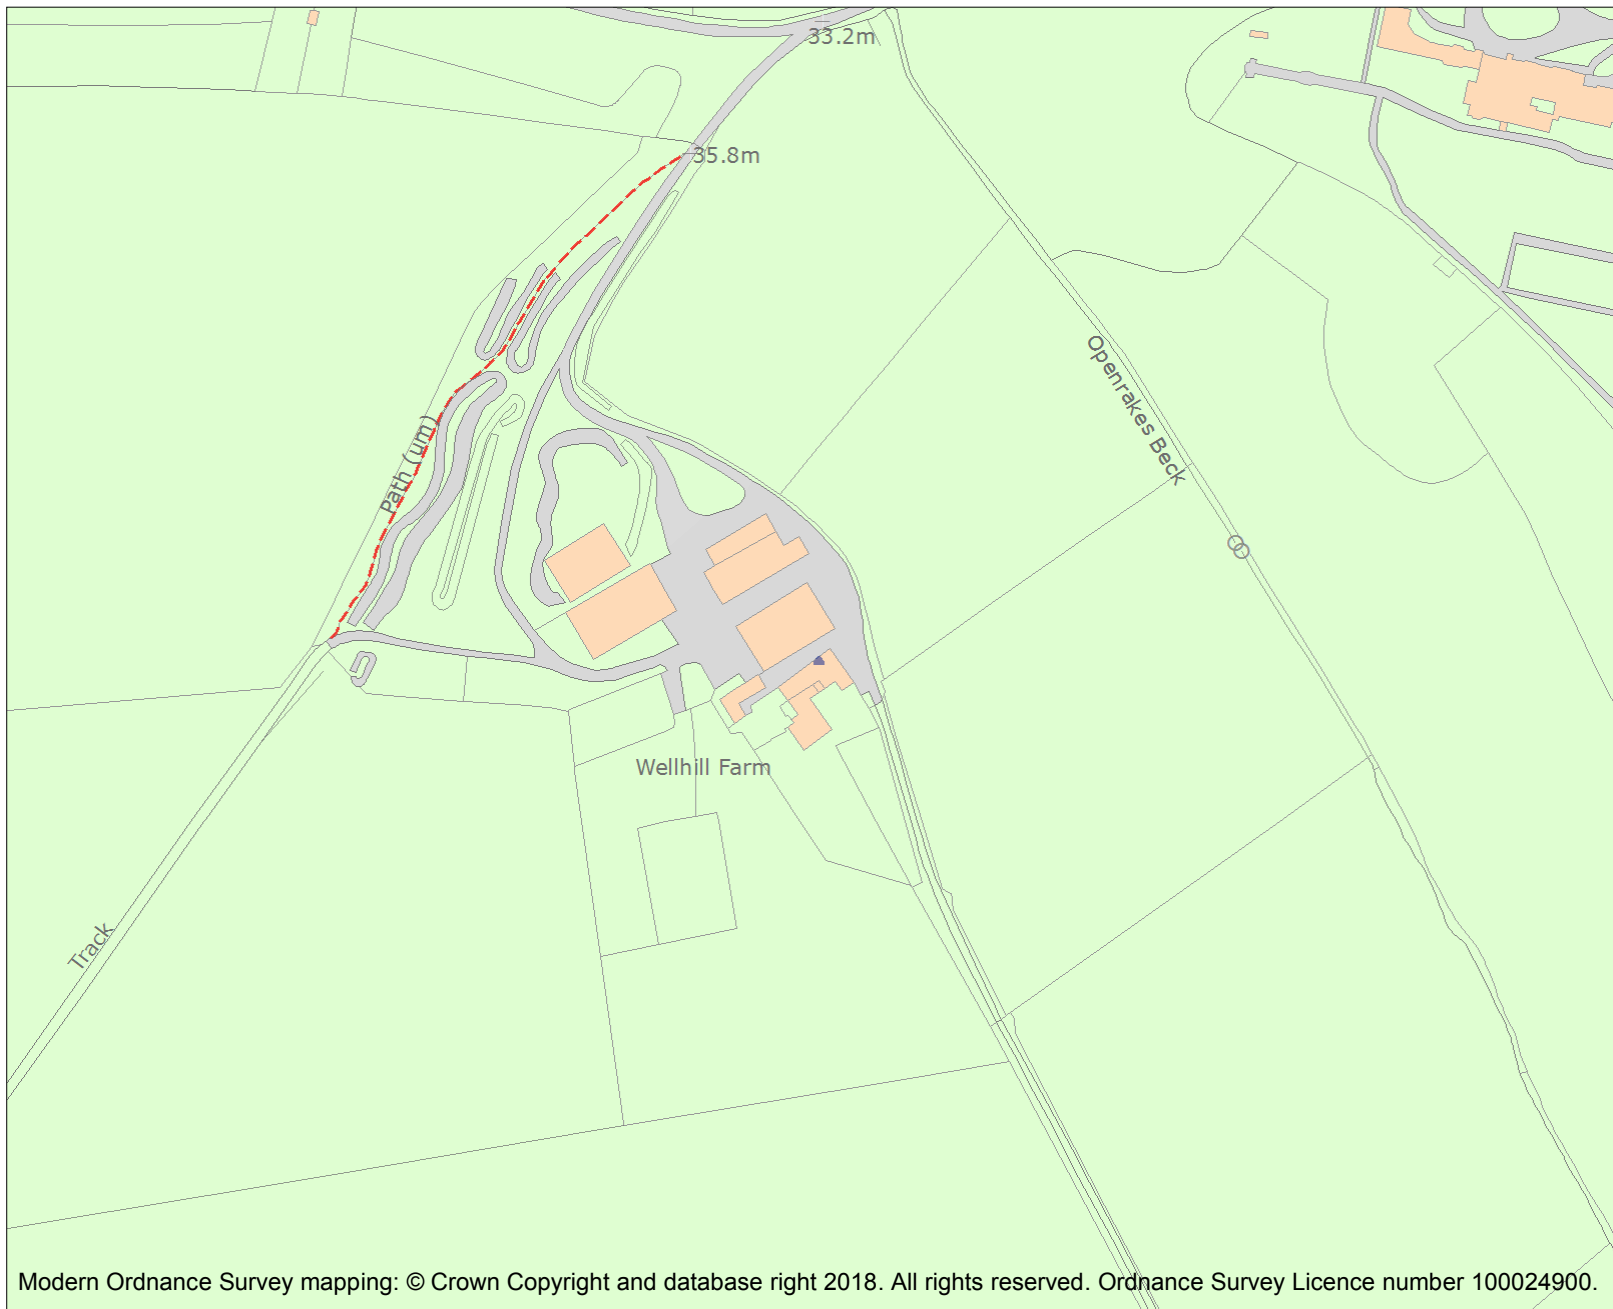 33.2m
35.8m
Openrakes Beck
Path (um)
Wellhill Farm
Track
Modern Ordnance Survey mapping: © Crown Copyright and database right 2018. All rights reserved. Ordnance Survey Licence number 100024900.